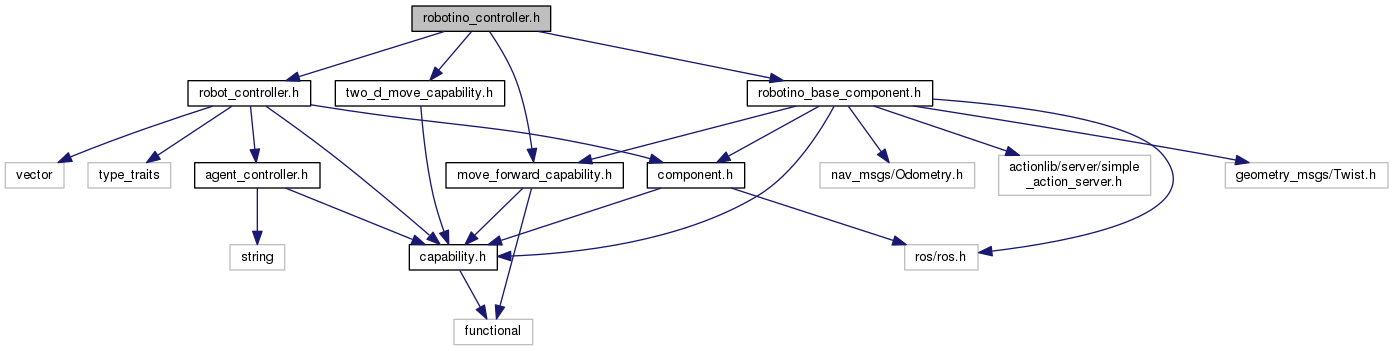 robotino_controller.h
robot_controller.h
two_d_move_capability.h
robotino_base_component.h
vector
type_traits
agent_controller.h
move_forward_capability.h
component.h
nav_msgs/Odometry.h
actionlib/server/simple
_action_server.h
geometry_msgs/Twist.h
string
capability.h
ros/ros.h
functional